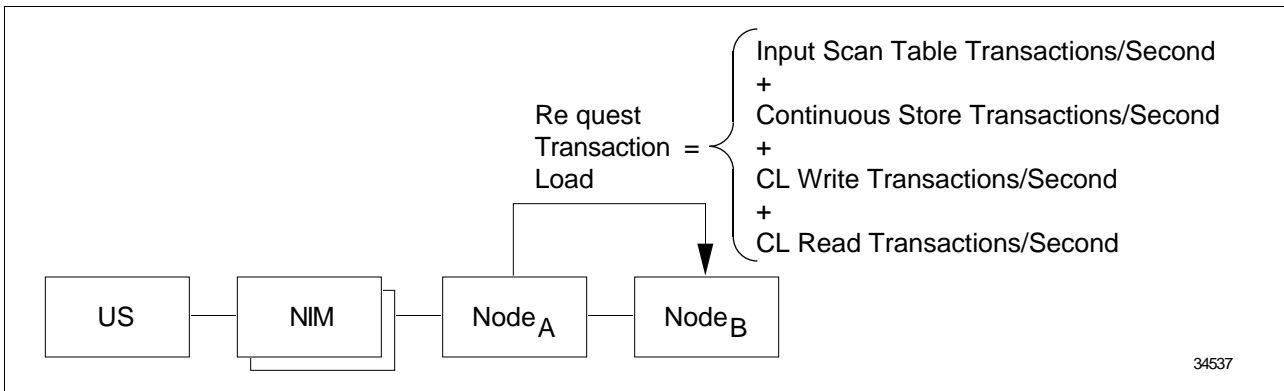 Re quest
Transaction =
Load
Input Scan Table Transactions/Second
+
Continuous Store Transactions/Second
+
CL Write Transactions/Second
+
CL Read Transactions/Second
US
NIM
NodeA
NodeB
34537